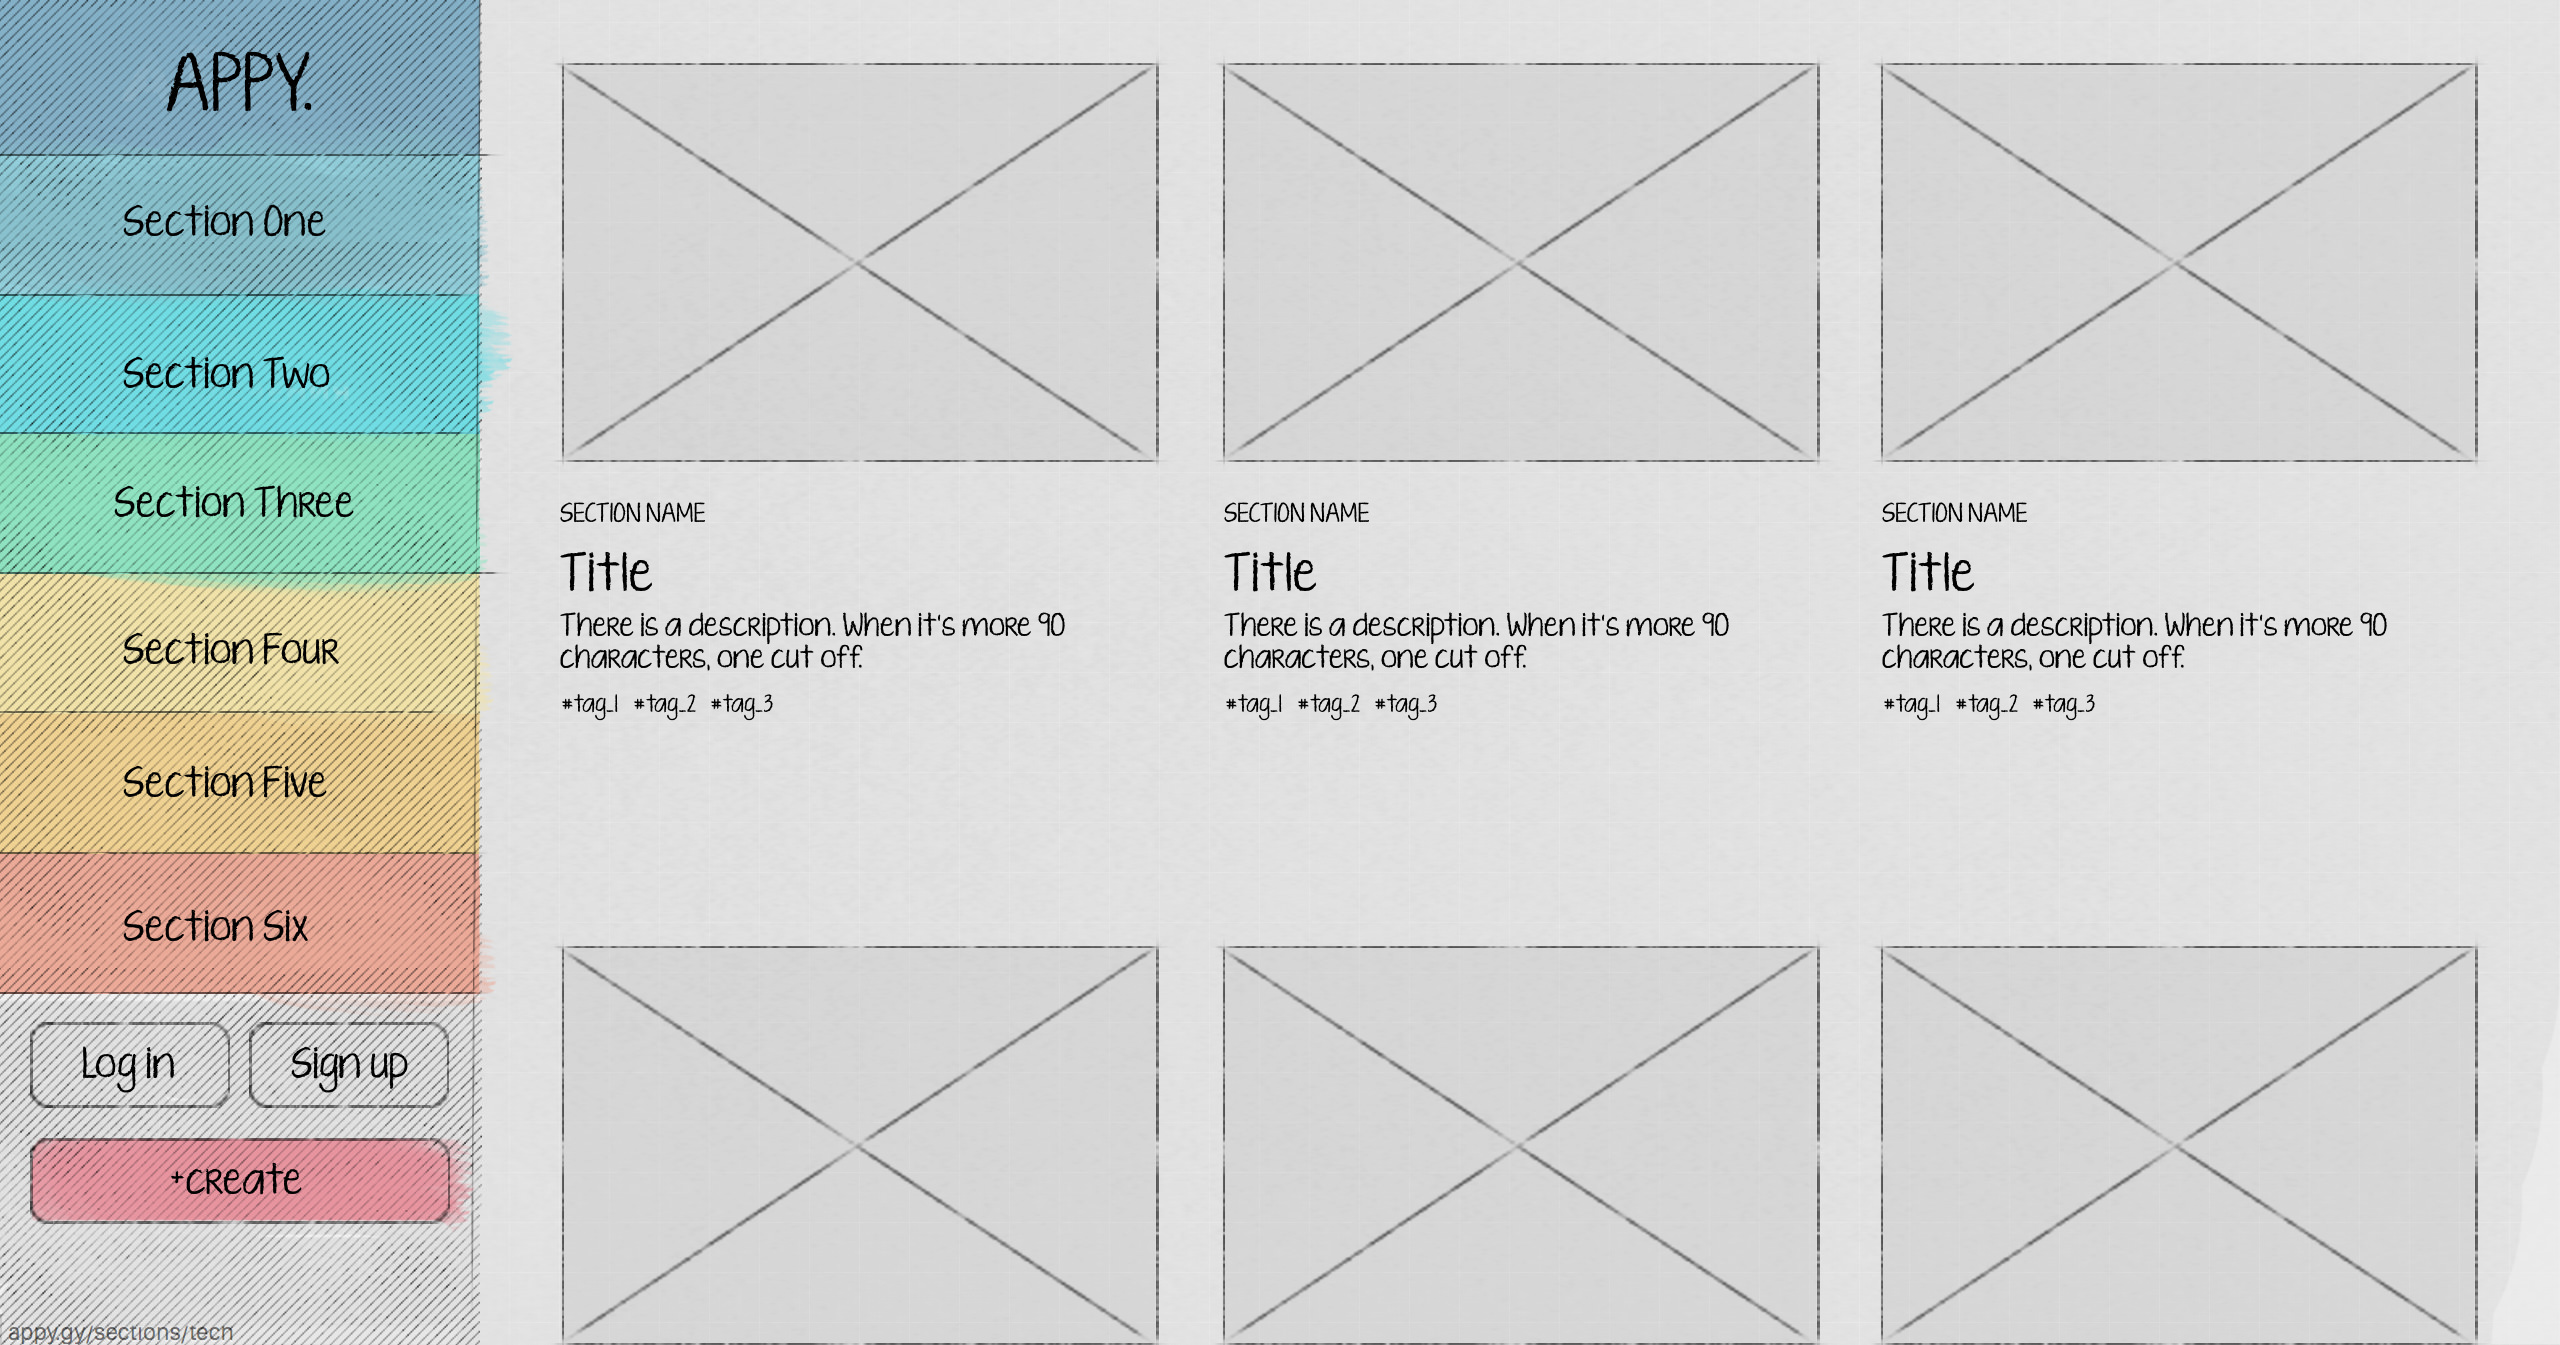 APPY.
Section One
Section Two
Section Three
Section Four
Section Five
Section Six
Log in
Sign up
+create
appy.gy/sections/tech
SECTION NAME
Title
There is a description. When it's more 90
characters, one cut off.
#tag_1 #tag_2 #tag_3
SECTION NAME
Title
There is a description. When it's more 90
characters, one cut off.
#tag_1 #tag_2 #tag_3
SECTION NAME
Title
There is a description. When it's more 90
characters, one cut off.
#tag_1 #tag_2 #tag_3